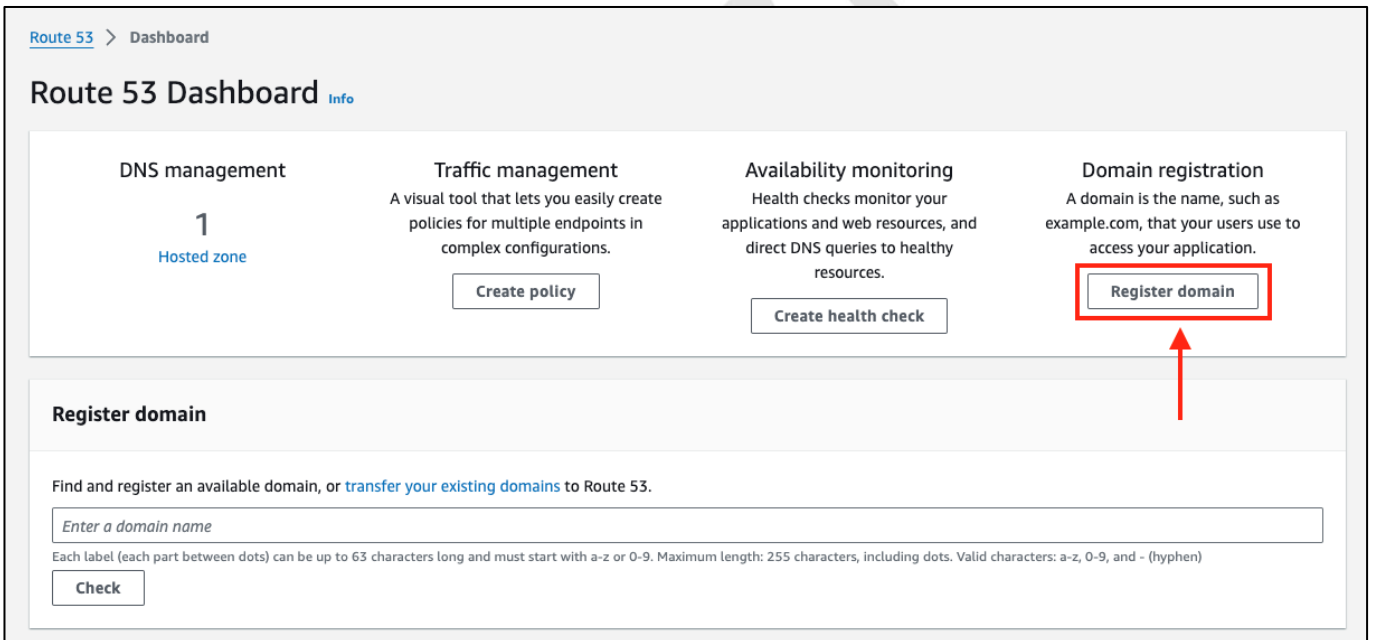 Route 53 > Dashboard
Route 53 Dashboard Info
DNS management
1
Hosted zone
Traffic management
A visual tool that lets you easily create
policies for multiple endpoints in
complex configurations.
Create policy
Availability monitoring
Health checks monitor your
applications and web resources, and
direct DNS queries to healthy
resources.
Create health check
Domain registration
A domain is the name, such as
example.com, that your users use to
access your application.
Register domain
Register domain
Find and register an available domain, or transfer your existing domains to Route 53.
Enter a domain name
Each label (each part between dots) can be up to 63 characters long and must start with a-z or 0-9. Maximum length: 255 characters, including dots. Valid characters: a-z, 0-9, and - (hyphen)
Check